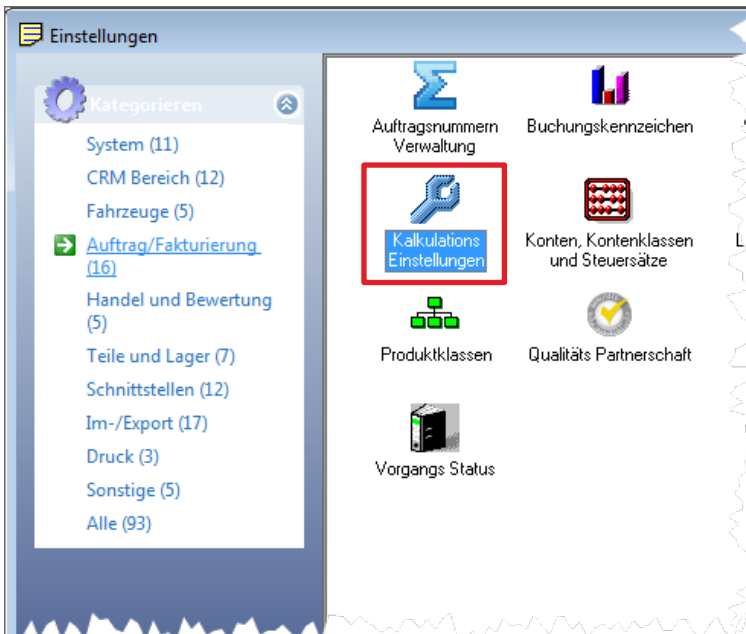 Einstellungen
Kategorieren
System (11)
CRM Bereich (12)
Fahrzeuge (5)
Auftrag/Fakturierung
(16)
Handel und Bewertung
(5)
Teile und Lager (7)
Schnittstellen (12)
Im-/Export (17)
Druck (3)
Sonstige (5)
Alle (93)
Auftragsnummern
Verwaltung
Buchungskennzeichen
Kalkulations
Einstellungen
Konten, Kontenklassen
und Steuersätze
L
Produktklassen
Qualitäts Partnerschaft
Vorgangs Status